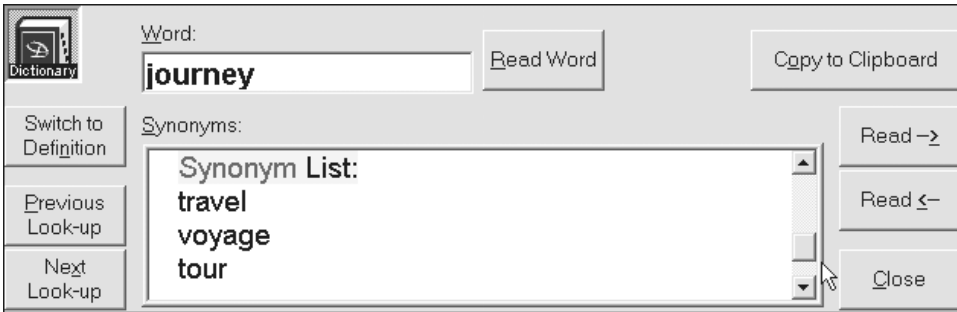 Dictionary
Word:
journey
Read Word
Copy to Clipboard
Switch to
Definition
Previous
Look-up
Next
Look-up
Synonyms:
Synonym List:
travel
voyage
tour
Read –>
Read <–
Close